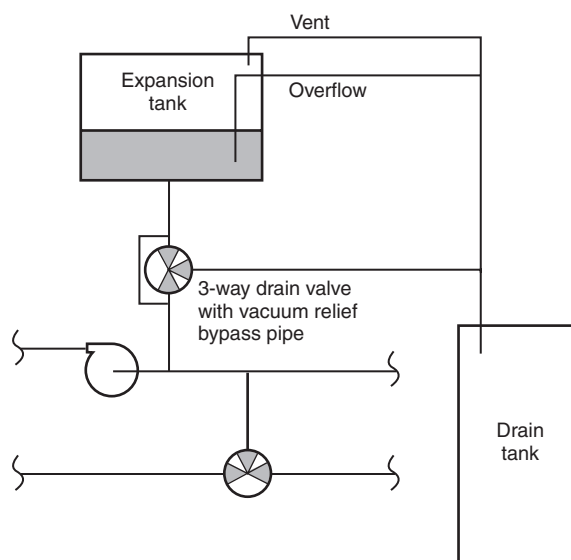 Vent
Expansion
tank
Overflow
3-way drain valve
with vacuum relief
bypass pipe
Drain
tank